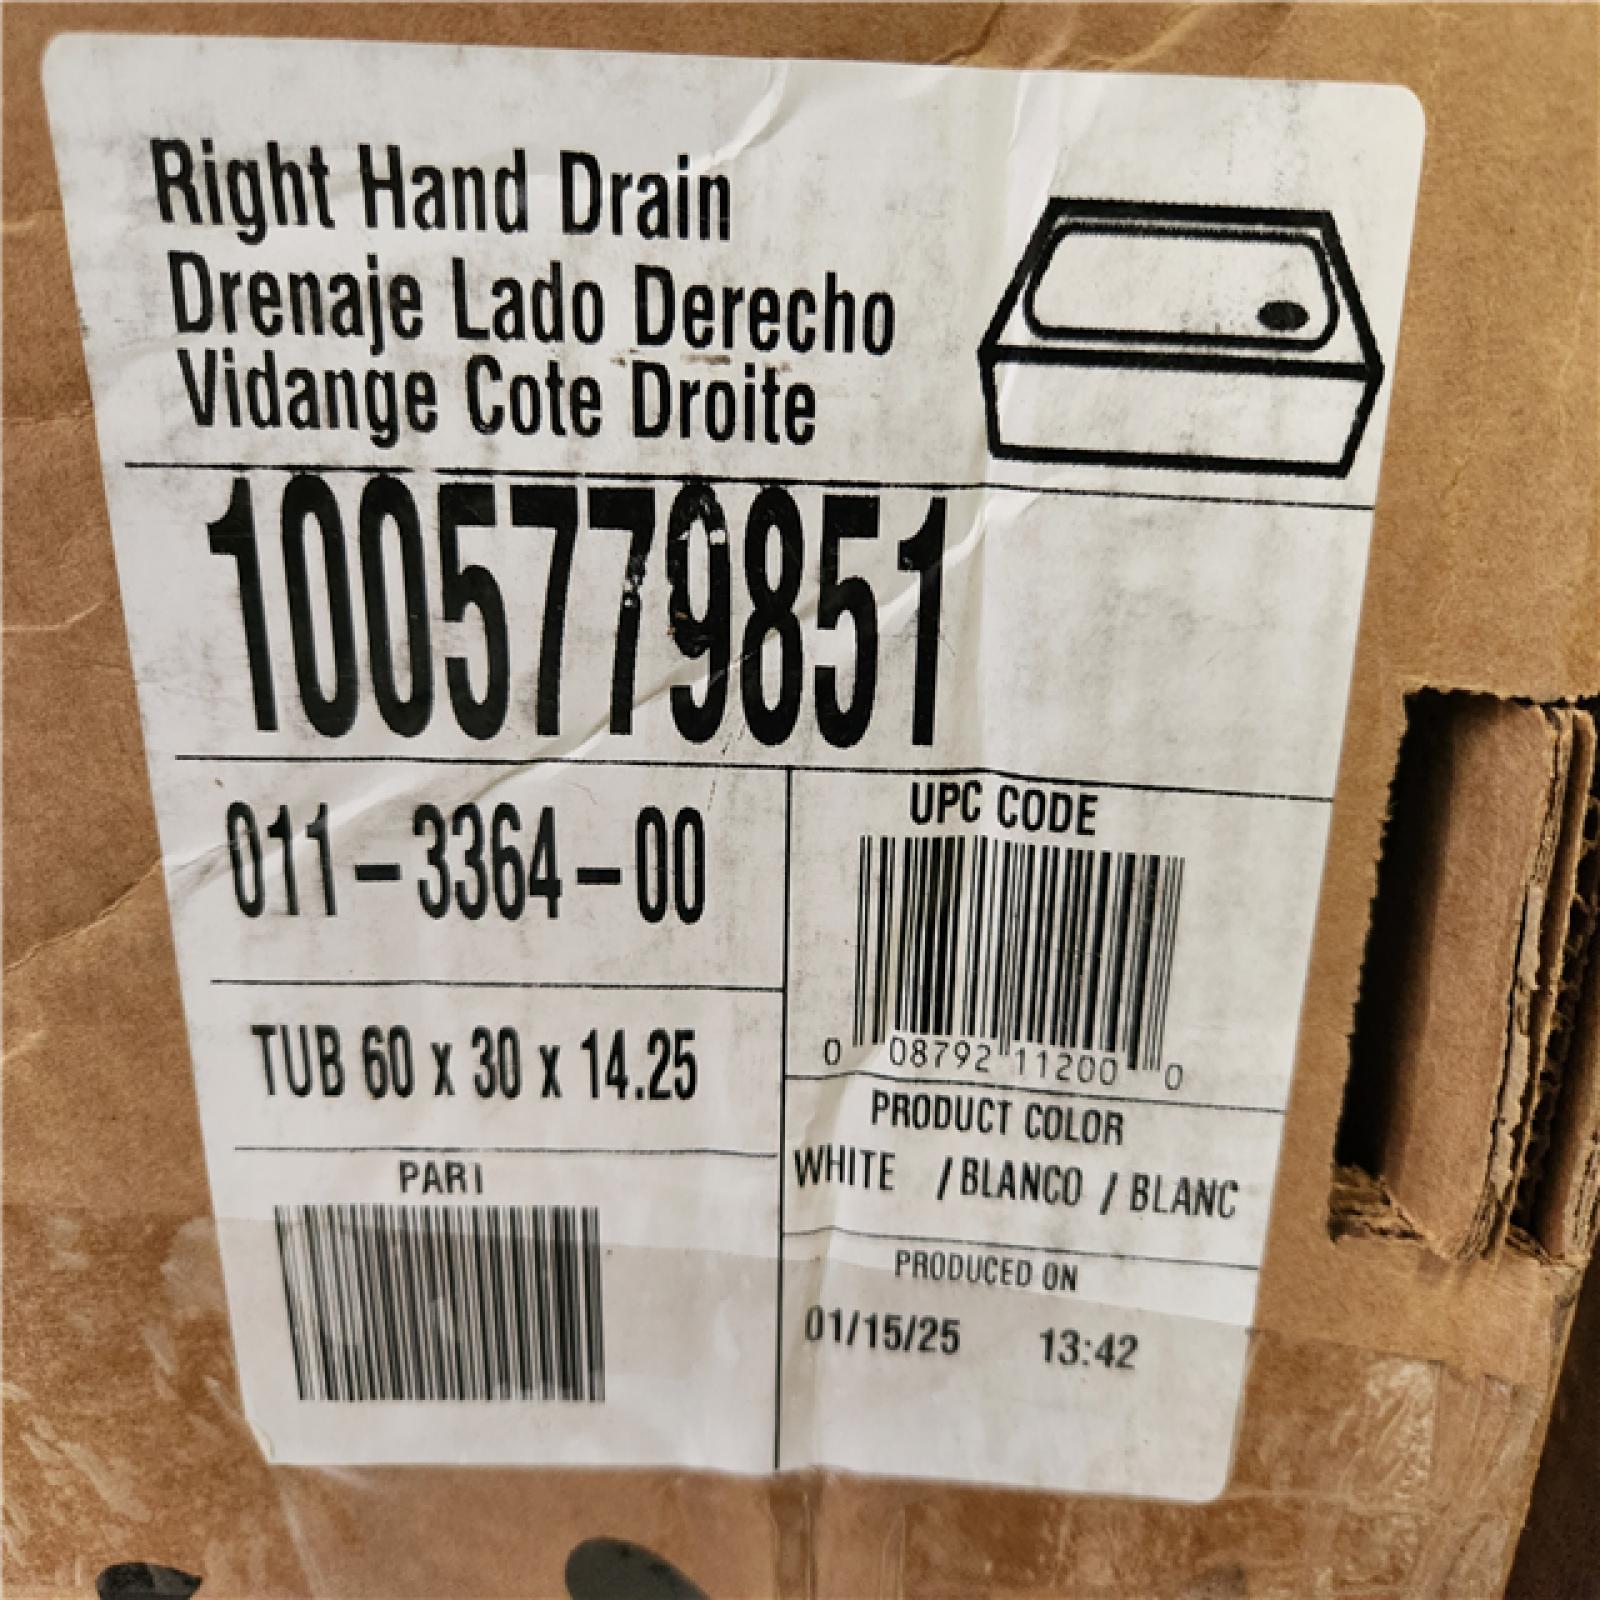 Right Hand Drain
Drenaje Lado Derecho
Vidange Cote Droite
1005779851
011-3364-00
UPC CODE
0 08792 11200 0
TUB 60 x 30 x 14.25
PRODUCT COLOR
WHITE / BLANCO / BLANC
PART
PRODUCED ON
01/15/25 13:42